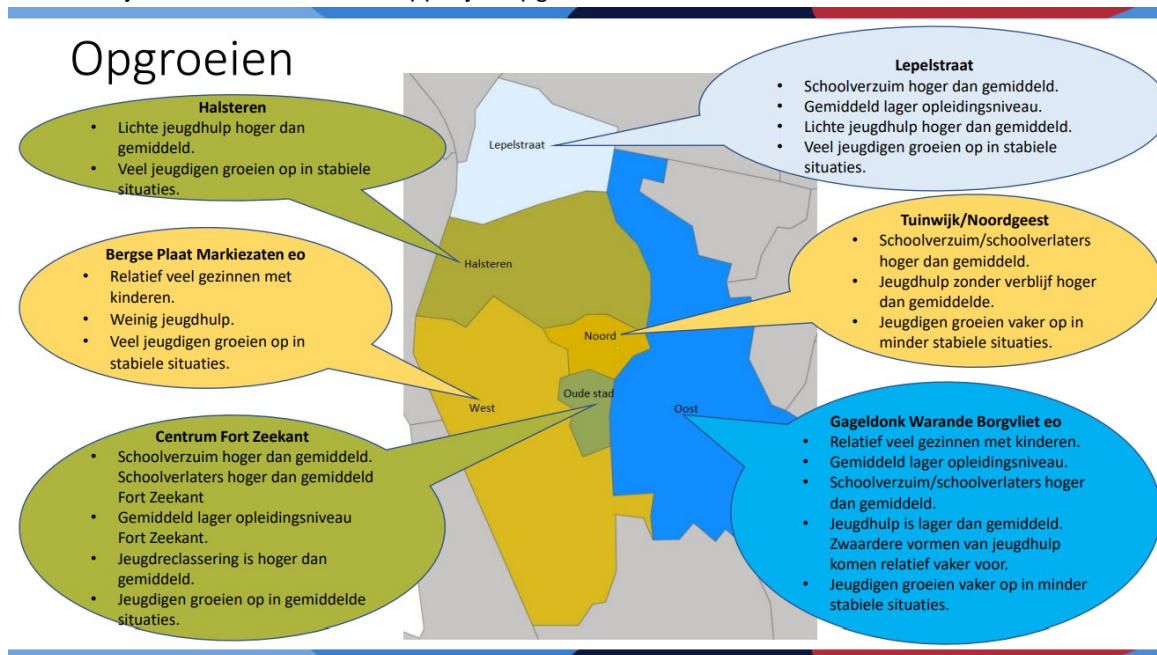 Opgroeien
Halsteren
• Lichte jeugdhulp hoger dan
gemiddeld.
• Veel jeugdigen groeien op in stabiele
situaties.
Lepelstraat
• Schoolverzuim hoger dan gemiddeld.
• Gemiddeld lager opleidingsniveau.
• Lichte jeugdhulp hoger dan gemiddeld.
• Veel jeugdigen groeien op in stabiele
situaties.
Bergse Plaat Markiezaten eo
• Relatief veel gezinnen met
kinderen.
• Weinig jeugdhulp.
• Veel jeugdigen groeien op in
stabiele situaties.
Tuinwijk/Noordgeest
• Schoolverzuim/schoolverlaters
hoger dan gemiddeld.
• Jeugdhulp zonder verblijf hoger
dan gemiddelde.
• Jeugdigen groeien vaker op in
minder stabiele situaties.
Centrum Fort Zeekant
• Schoolverzuim hoger dan gemiddeld.
Schoolverlaters hoger dan gemiddeld
Fort Zeekant
• Gemiddeld lager opleidingsniveau
Fort Zeekant.
• Jeugdreclassering is hoger dan
gemiddeld.
• Jeugdigen groeien op in gemiddelde
situaties.
Gageldonk Warande Borgvliet eo
• Relatief veel gezinnen met kinderen.
• Gemiddeld lager opleidingsniveau.
• Schoolverzuim/schoolverlaters hoger
dan gemiddeld.
• Jeugdhulp is lager dan gemiddeld.
Zwaardere vormen van jeugdhulp
komen relatief vaker voor.
• Jeugdigen groeien vaker op in minder
stabiele situaties.
Lepelstraat
Halsteren
Noord
Oude stad
West
Oost